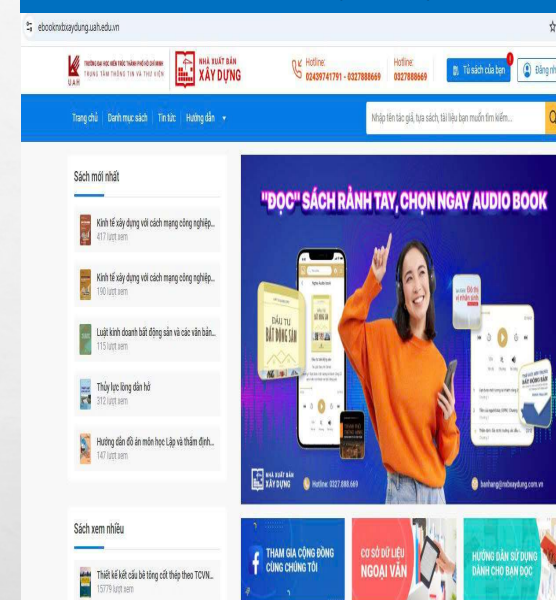 ebooknxbxaydung.uah.edu.vn
TRƯỜNG ĐẠI HỌC KIẾN TRÚC THÀNH PHỐ HỒ CHÍ MINH
TRUNG TÂM THÔNG TIN VÀ THƯ VIỆN
UAH
NHÀ XUẤT BẢN
XÂY DỰNG
Hotline:
02439741791 - 0327888669
Hotline:
0327888669
Tủ sách của bạn
Đăng nh
Trang chủ
Danh mục sách
Tin tức
Hướng dẫn
Nhập tên tác giả, tựa sách, tài liệu bạn muốn tìm kiếm...
Sách mới nhất
Kinh tế xây dựng với cách mạng công nghiệp...
417 lượt xem
Kinh tế xây dựng với cách mạng công nghiệp...
190 lượt xem
Luật kinh doanh bất động sản và các văn bản...
115 lượt xem
Thủy lực lòng dẫn hở
312 lượt xem
Hướng dẫn đồ án môn học Lập và thẩm định...
147 lượt xem
Sách xem nhiều
Thiết kế kết cấu bê tông cốt thép theo TCVN...
15779 lượt xem
"ĐỌC" SÁCH RẢNH TAY, CHỌN NGAY AUDIO BOOK
ĐẦU TƯ
BẤT ĐỘNG SẢN
NHÀ XUẤT BẢN
XÂY DỰNG
Hotline: 0327.888.669
banhang@nxbxaydung.com.vn
THAM GIA CỘNG ĐỒNG
CÙNG CHÚNG TÔI
CƠ SỞ DỮ LIỆU
NGOẠI VĂN
HƯỚNG DẪN SỬ DỤNG
DÀNH CHO BẠN ĐỌC